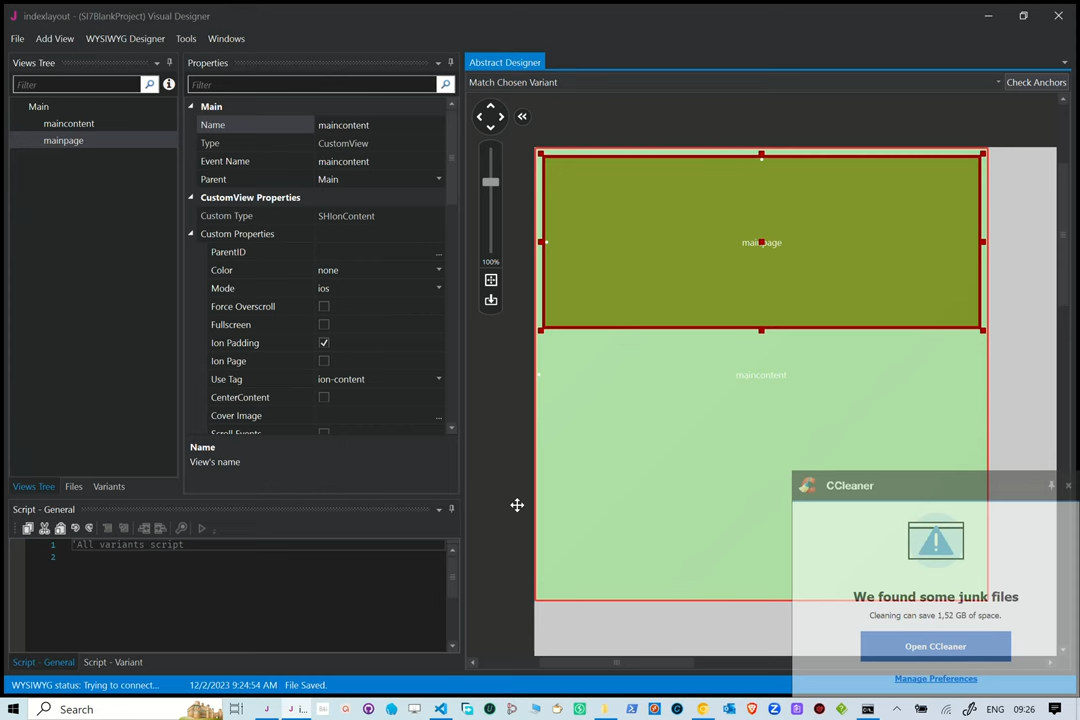 indexlayout - (SI7BlankProject) Visual Designer
File Add View WYSIWYG Designer Tools Windows
Views Tree
Filter
Main
maincontent
mainpage
Views Tree Files Variants
Properties
Filter
Main
Name maincontent
Type CustomView
Event Name maincontent
Parent Main
CustomView Properties
Custom Type SHIonContent
Custom Properties
ParentID ...
Color none
Mode ios
Force Overscroll
Fullscreen
Ion Padding
Ion Page
Use Tag ion-content
CenterContent
Cover Image ...
Scroll Events
Name
View's name
Script - General
1 'All variants script
2
Script - General Script - Variant
Abstract Designer
Match Chosen Variant Check Anchors
100%
mainpage
maincontent
CCleaner
We found some junk files
Cleaning can save 1,52 GB of space.
Open CCleaner
Manage Preferences
WYSIWYG status: Trying to connect... 12/2/2023 9:24:54 AM File Saved.
Search
i...
ENG 09:26